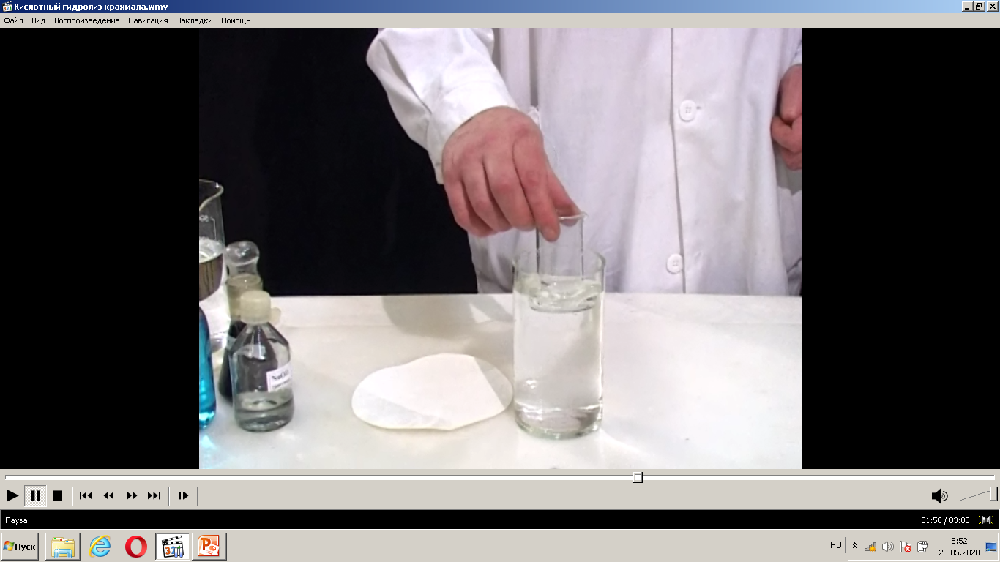 Кислотный гидролиз крахмала.wmv
Файл Вид Воспроизведение Навигация Закладки Помощь
Пауза
01:58 / 03:05
Пуск
RU
8:52
23.05.2020